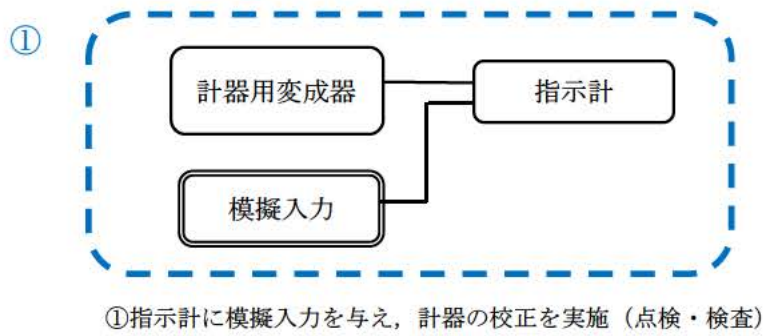 ①
計器用変成器
指示計
模擬入力
①指示計に模擬入力を与え，計器の校正を実施（点検・検査）